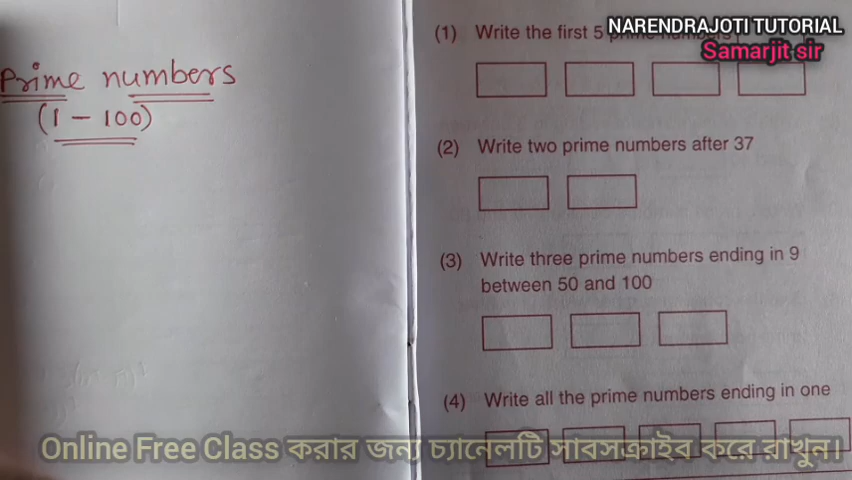 NARENDRAJOTI TUTORIAL
Samarjit sir
Prime numbers
(1 - 100)
(1) Write the first 5 prime numbers
(2) Write two prime numbers after 37
(3) Write three prime numbers ending in 9
between 50 and 100
(4) Write all the prime numbers ending in one
Online Free Class করার জন্য চ্যানেলটি সাবসক্রাইব করে রাখুন।